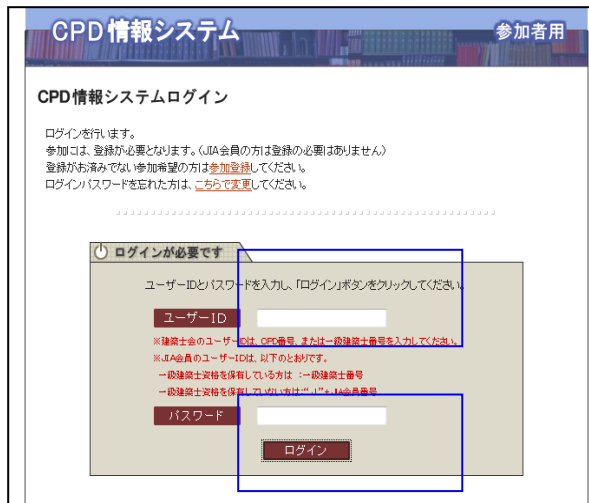 CPD情報システム
参加者用
CPD情報システムログイン
ログインを行います。
参加には、登録が必要となります。(JIA会員の方は登録の必要はありません)
登録がお済みでない参加希望の方は参加登録してください。
ログインパスワードを忘れた方は、こちらで変更してください。
ログインが必要です
ユーザーIDとパスワードを入力し、「ログイン」ボタンをクリックしてください。
ユーザーID
※建築士会のユーザーIDは、CPD番号、または一級建築士番号を入力してください。
※JIA会員のユーザーIDは、以下のとおりです。
一級建築士資格を保有している方は :一級建築士番号
一級建築士資格を保有していない方は:"J"+JIA会員番号
パスワード
ログイン